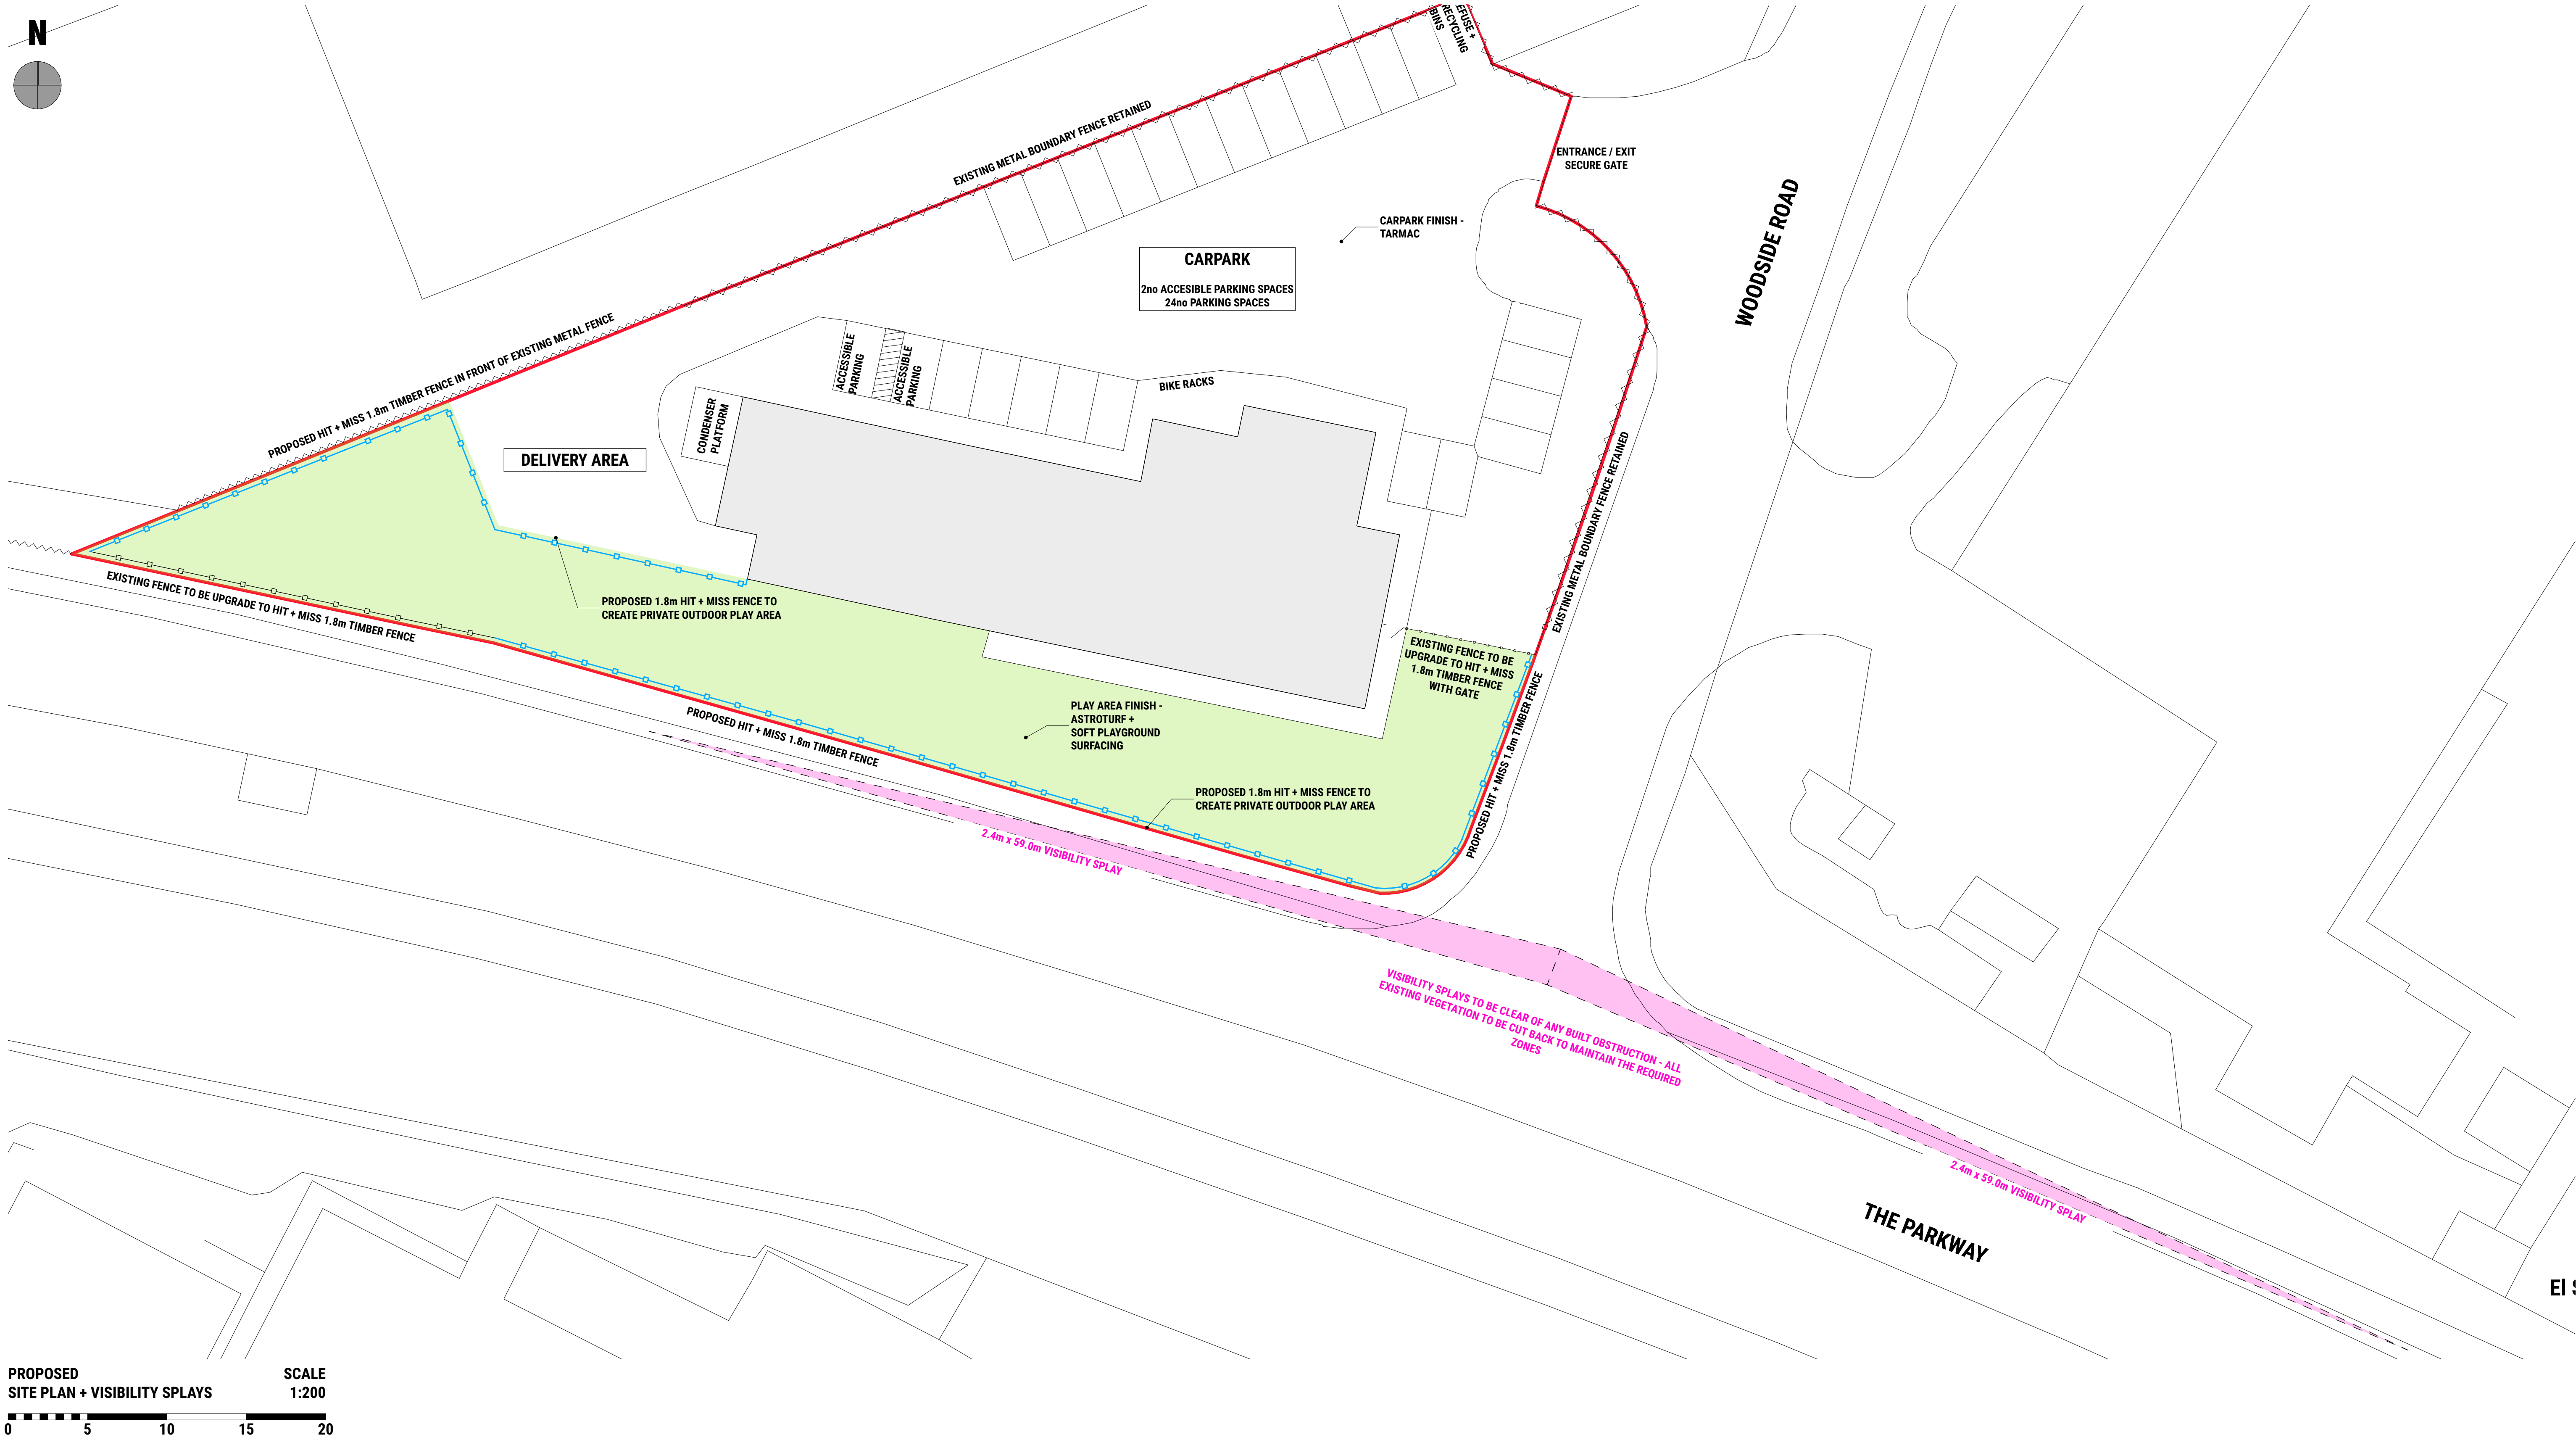 N
EFUSE +
RECYCLING
BINS
EXISTING METAL BOUNDARY FENCE RETAINED
ENTRANCE / EXIT
SECURE GATE
WOODSIDE ROAD
CARPARK FINISH -
TARMAC
CARPARK
2no ACCESIBLE PARKING SPACES
24no PARKING SPACES
PROPOSED HIT + MISS 1.8m TIMBER FENCE IN FRONT OF EXISTING METAL FENCE
ACCESSIBLE
PARKING
ACCESSIBLE
PARKING
BIKE RACKS
CONDENSER
PLATFORM
DELIVERY AREA
EXISTING METAL BOUNDARY FENCE RETAINED
EXISTING FENCE TO BE UPGRADE TO HIT + MISS 1.8m TIMBER FENCE
PROPOSED 1.8m HIT + MISS FENCE TO
CREATE PRIVATE OUTDOOR PLAY AREA
EXISTING FENCE TO BE
UPGRADE TO HIT + MISS
1.8m TIMBER FENCE
WITH GATE
PROPOSED HIT + MISS 1.8m TIMBER FENCE
PLAY AREA FINISH -
ASTROTURF +
SOFT PLAYGROUND
SURFACING
PROPOSED HIT + MISS 1.8m TIMBER FENCE
PROPOSED 1.8m HIT + MISS FENCE TO
CREATE PRIVATE OUTDOOR PLAY AREA
2.4m x 59.0m VISIBILITY SPLAY
VISIBILITY SPLAYS TO BE CLEAR OF ANY BUILT OBSTRUCTION - ALL
EXISTING VEGETATION TO BE CUT BACK TO MAINTAIN THE REQUIRED
ZONES
2.4m x 59.0m VISIBILITY SPLAY
THE PARKWAY
El S
PROPOSED
SITE PLAN + VISIBILITY SPLAYS
SCALE
1:200
0 5 10 15 20